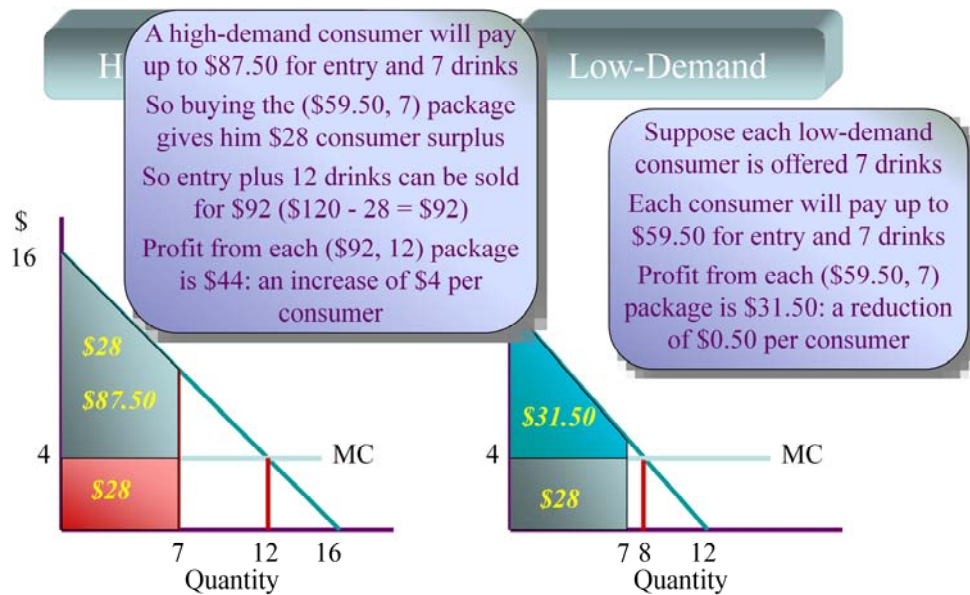 H
Low-Demand
A high-demand consumer will pay
up to $87.50 for entry and 7 drinks
So buying the ($59.50, 7) package
gives him $28 consumer surplus
So entry plus 12 drinks can be sold
for $92 ($120 - 28 = $92)
Profit from each ($92, 12) package
is $44: an increase of $4 per
consumer
Suppose each low-demand
consumer is offered 7 drinks
Each consumer will pay up to
$59.50 for entry and 7 drinks
Profit from each ($59.50, 7)
package is $31.50: a reduction
of $0.50 per consumer
$
16
$28
$87.50
4
MC
$28
7
12
16
Quantity
$31.50
4
MC
$28
7 8
12
Quantity